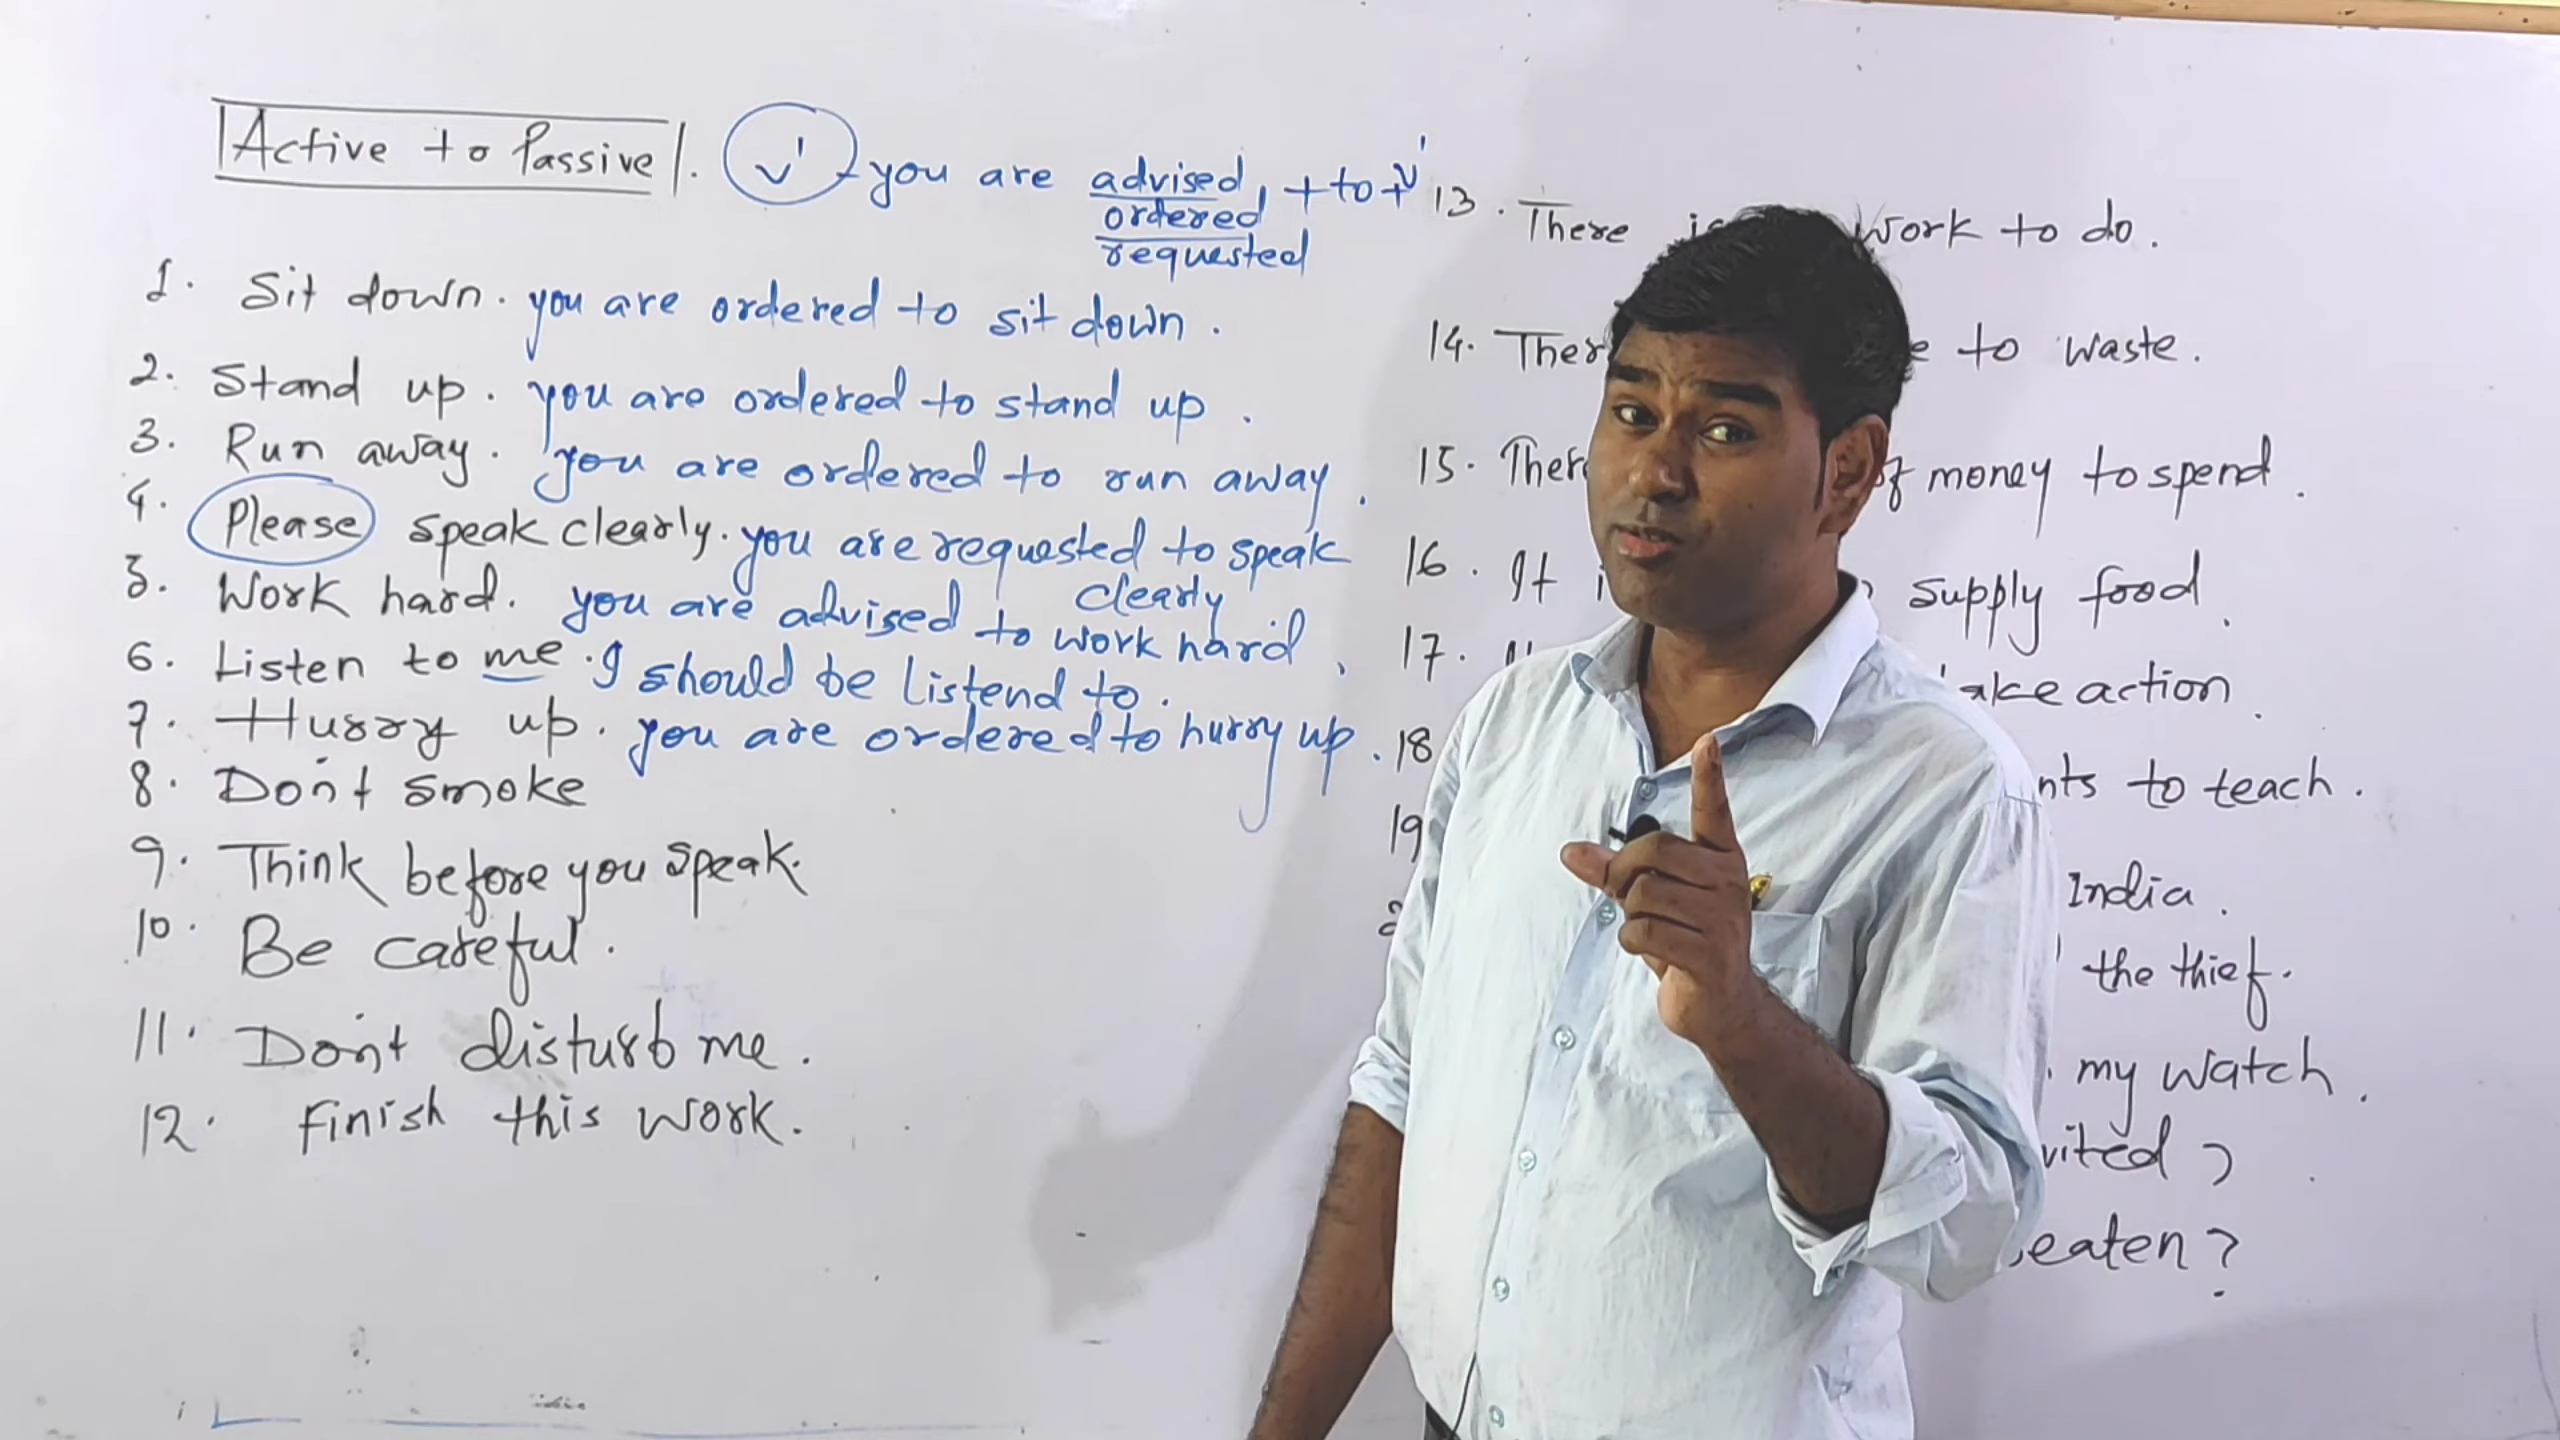 Active to Passive . V¹ - you are advised + to + V¹
ordered
requested
1. Sit down. you are ordered to sit down.
2. Stand up. you are ordered to stand up.
3. Run away. you are ordered to run away.
4. Please speak clearly. you are requested to speak
clearly
5. Work hard. you are advised to work hard.
6. Listen to me. I should be listend to.
7. Hurry up. you are ordered to hurry up.
8. Don't smoke
9. Think before you speak.
10. Be careful.
11. Don't disturb me.
12. Finish this work.
13. There is work to do.
14. to waste.
15. of money to spend.
16. It supply food.
17. action.
18 to teach.
19 India.
the thief.
my watch.
?
eaten?